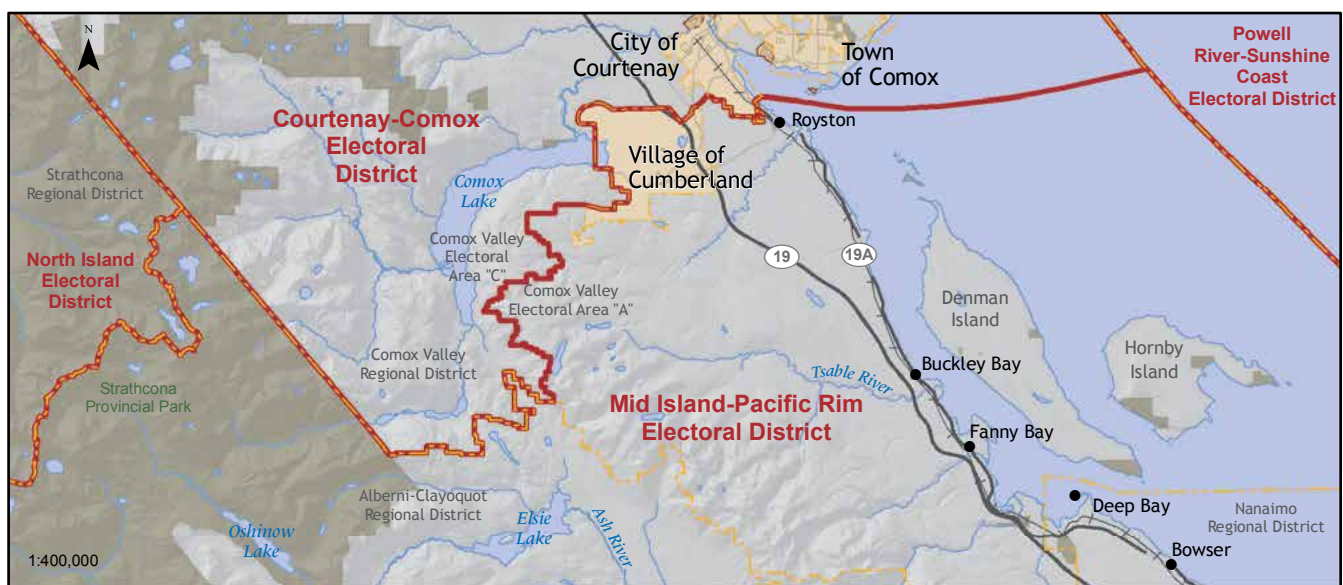 N
City of
Courtenay
Town
of Comox
Powell
River-Sunshine
Coast
Electoral District
Courtenay-Comox
Electoral
District
Royston
Village of
Cumberland
Strathcona
Regional District
Comox
Lake
North Island
Electoral
District
Comox Valley
Electoral
Area "C"
Comox Valley
Electoral Area "A"
19
19A
Denman
Island
Hornby
Island
Comox Valley
Regional District
Strathcona
Provincial Park
Tsable River
Buckley Bay
Mid Island-Pacific Rim
Electoral District
Fanny Bay
Alberni-Clayoquot
Regional District
Oshinow
Lake
Elsie
Lake
Ash River
Deep Bay
Nanaimo
Regional District
Bowser
1:400,000